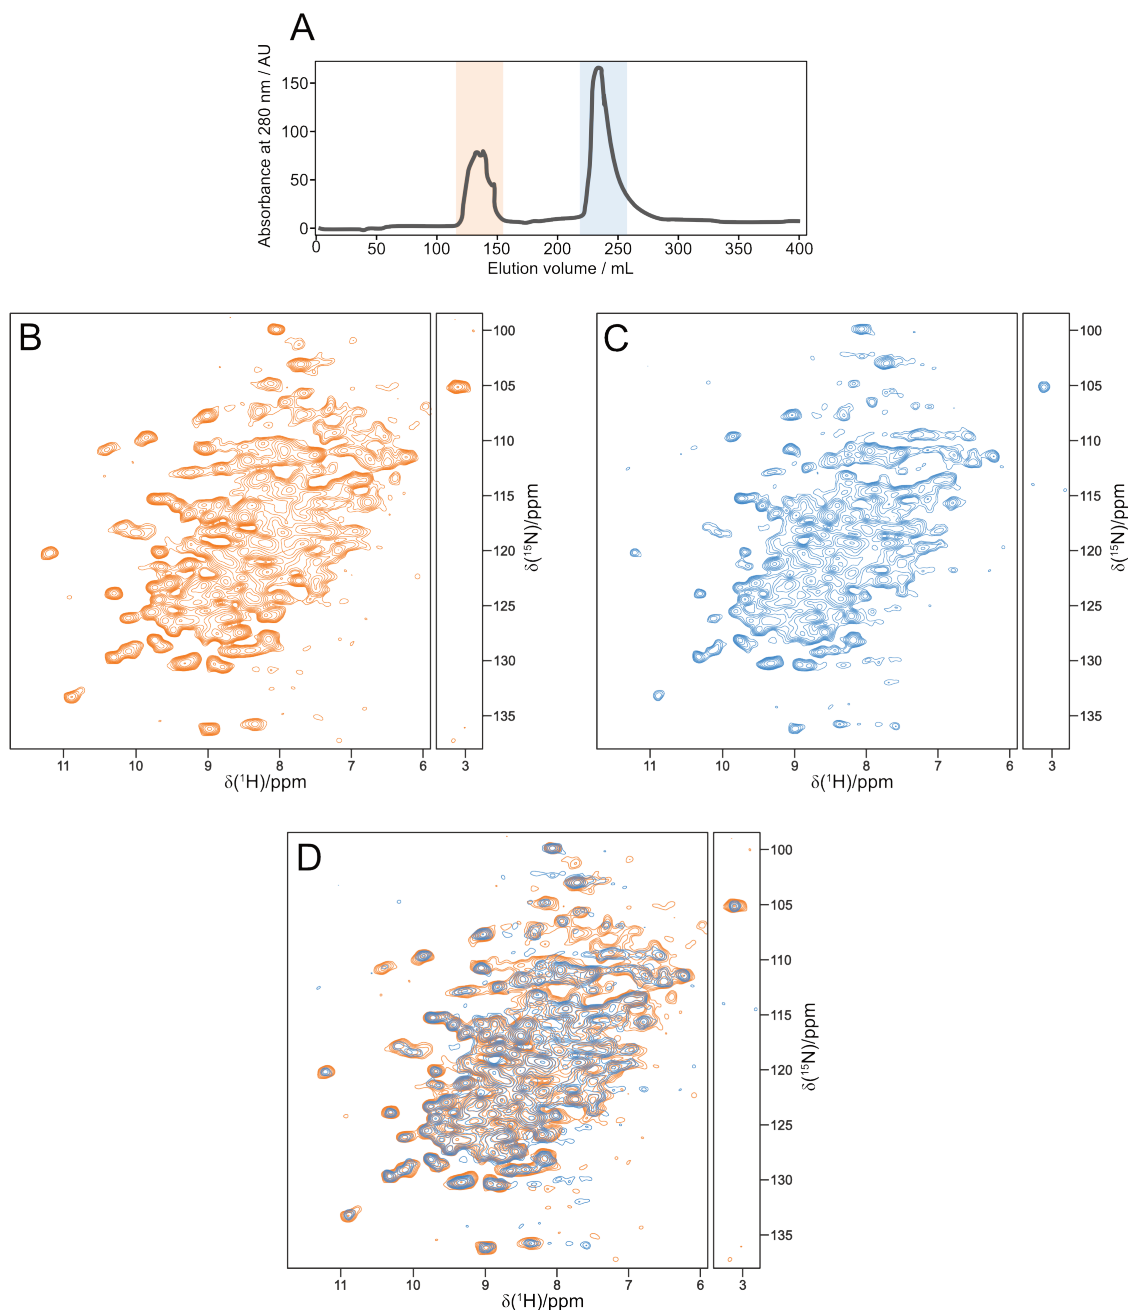 A
Absorbance at 280 nm / AU
150
100
50
0
0 50 100 150 200 250 300 350 400
Elution volume / mL
B
100
105
110
115
120
125
130
135
δ(¹⁵N)/ppm
11 10 9 8 7 6 3
δ(¹H)/ppm
C
100
105
110
115
120
125
130
135
δ(¹⁵N)/ppm
11 10 9 8 7 6 3
δ(¹H)/ppm
D
100
105
110
115
120
125
130
135
δ(¹⁵N)/ppm
11 10 9 8 7 6 3
δ(¹H)/ppm